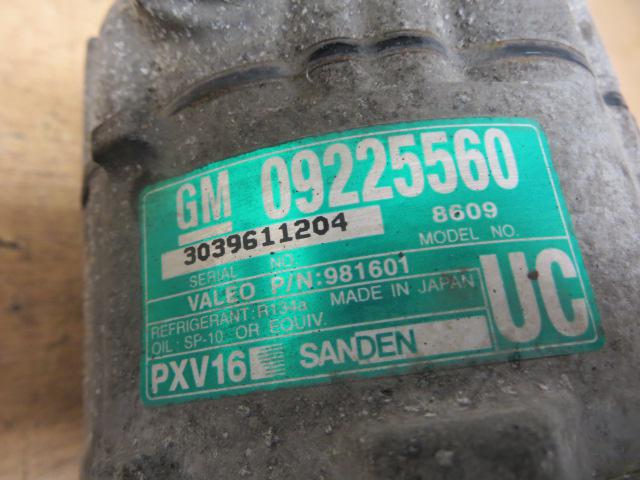 GM 09225560
3039611204 8609
SERIAL NO. MODEL NO.
VALEO P/N:981601
REFRIGERANT:R134a MADE IN JAPAN
OIL:SP-10 OR EQUIV.
PXV16 SANDEN UC